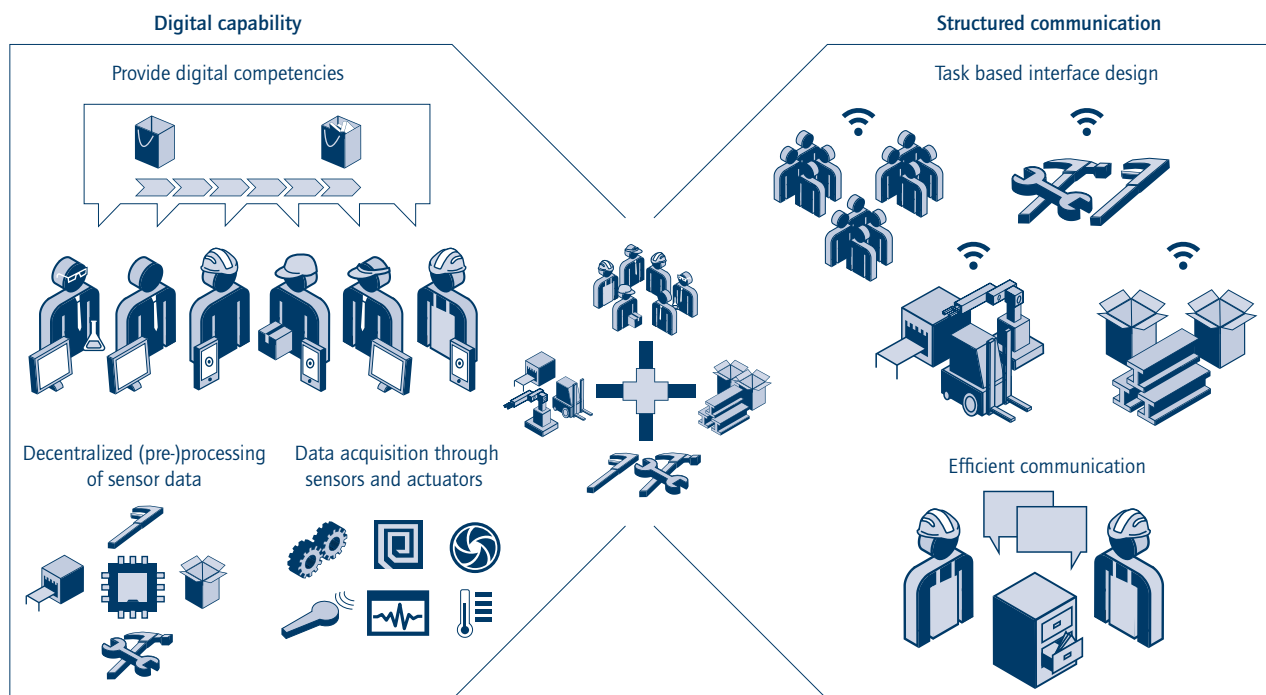 Digital capability
Provide digital competencies
Decentralized (pre-)processing
of sensor data
Data acquisition through
sensors and actuators
Structured communication
Task based interface design
Efficient communication